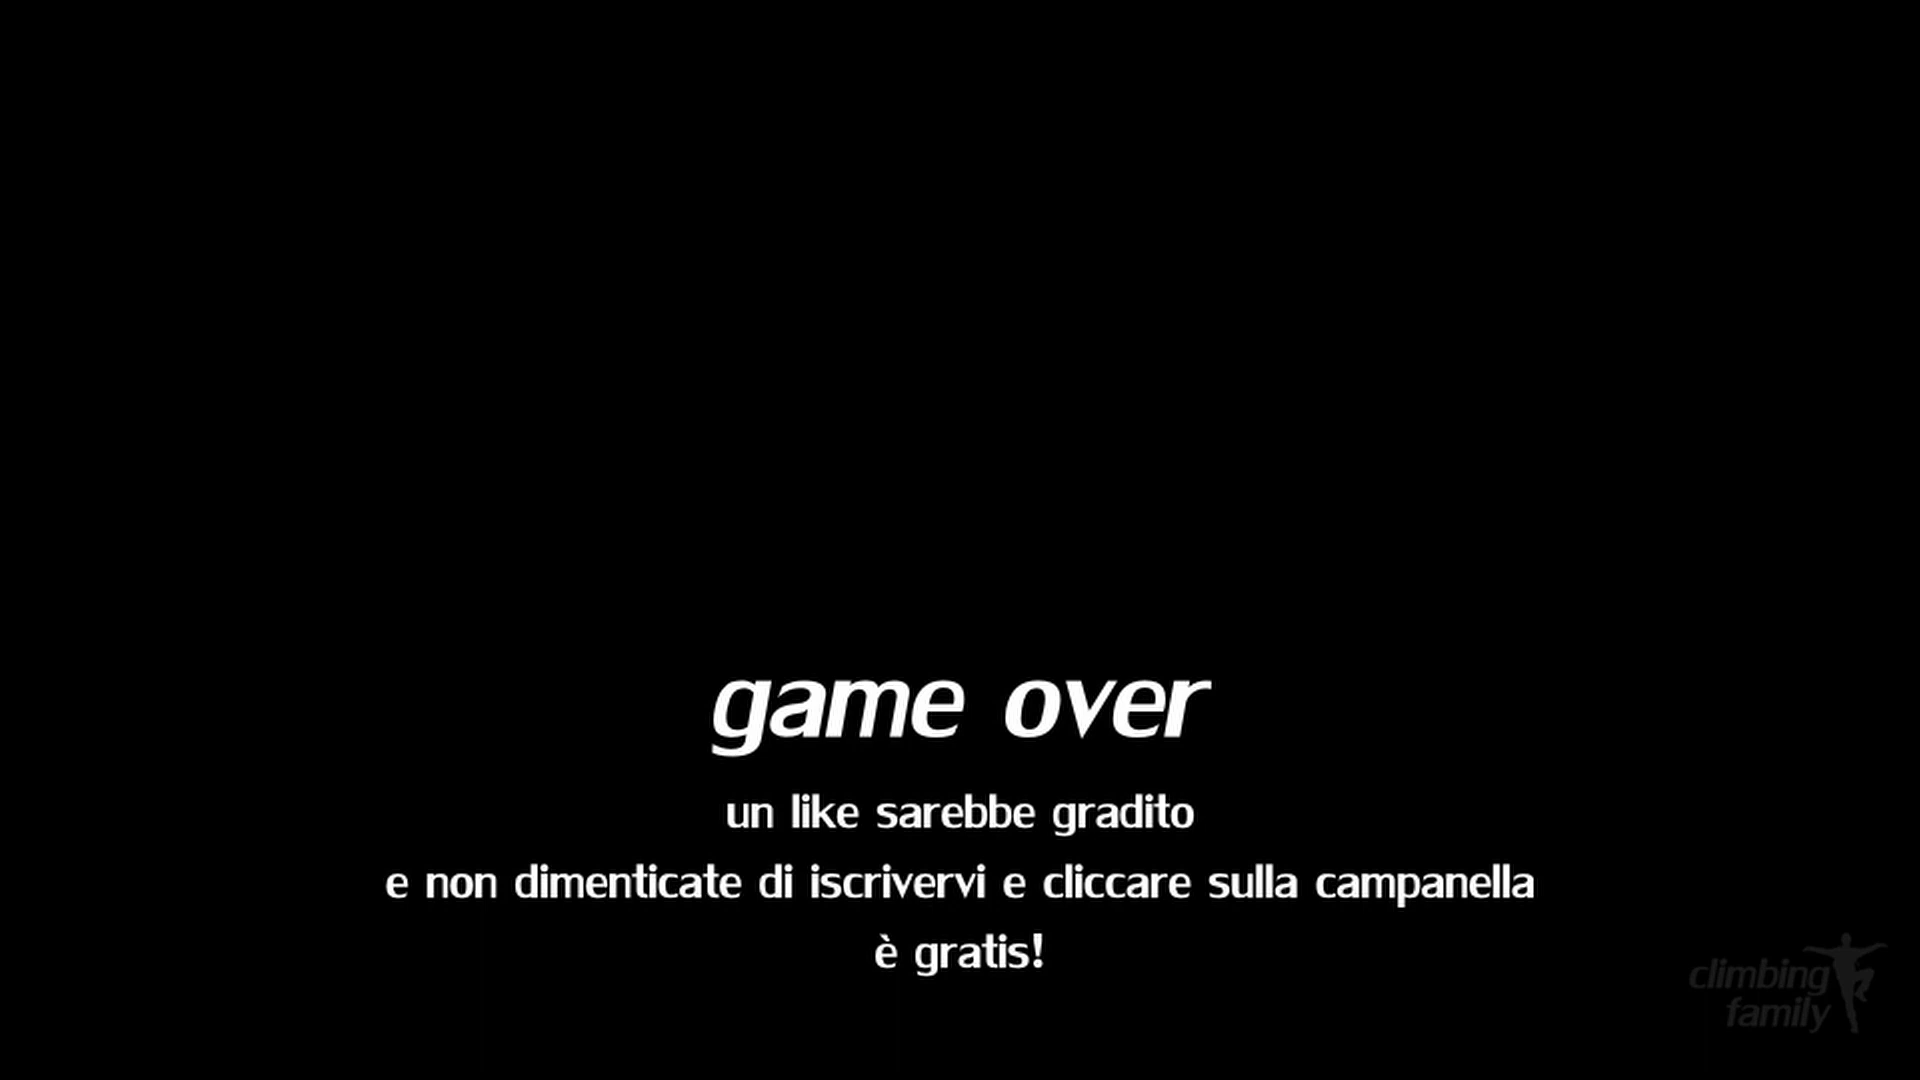 game over
un like sarebbe gradito
e non dimenticate di iscrivervi e cliccare sulla campanella
è gratis!
climbing
family